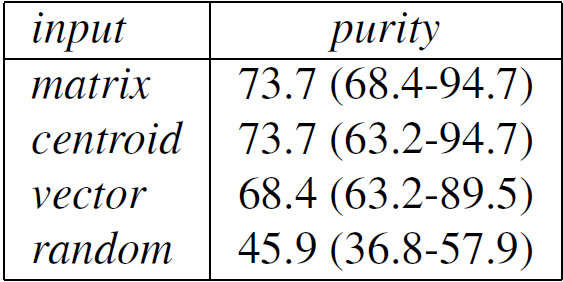 input purity
matrix 73.7 (68.4-94.7)
centroid 73.7 (63.2-94.7)
vector 68.4 (63.2-89.5)
random 45.9 (36.8-57.9)